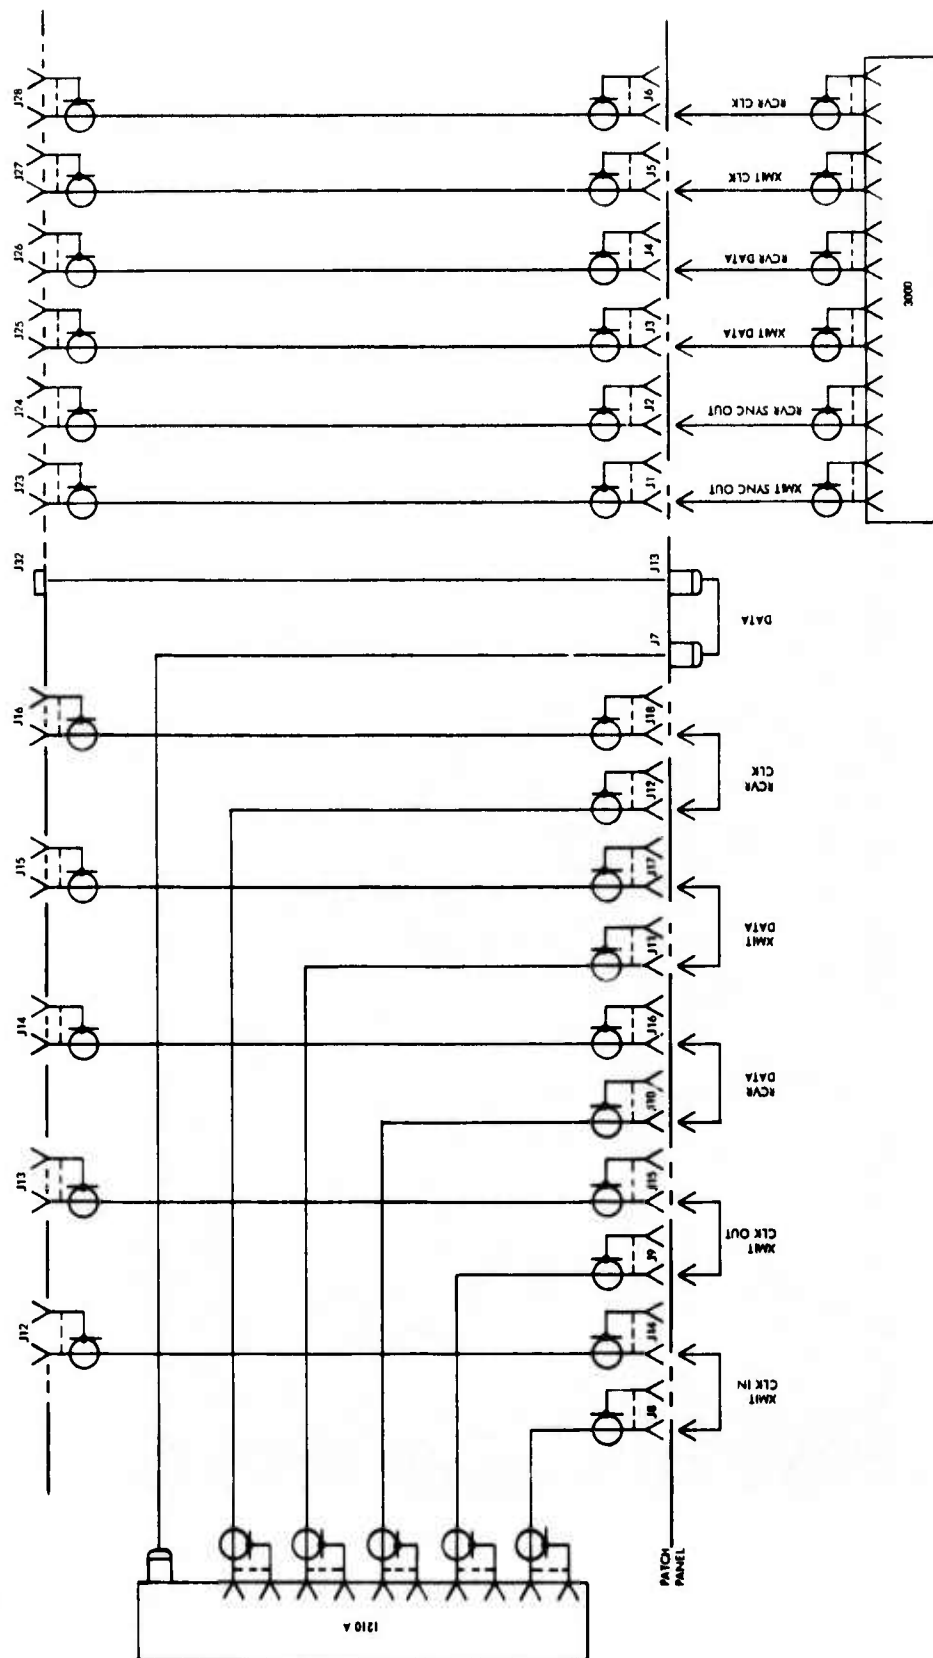 J28
J27
J26
J25
J24
J23
J32
J16
J15
J14
J13
J12
J6
J5
J4
J3
J2
J1
J13
J7
J18
J12
J17
J11
J16
J10
J15
J9
J14
J8
RCVR CLK
XMIT CLK
RCVR DATA
XMIT DATA
RCVR SYNC OUT
XMIT SYNC OUT
DATA
RCVR
CLK
XMIT
DATA
RCVR
DATA
XMIT
CLK OUT
XMIT
CLK IN
3000
1210 A
PATCH
PANEL